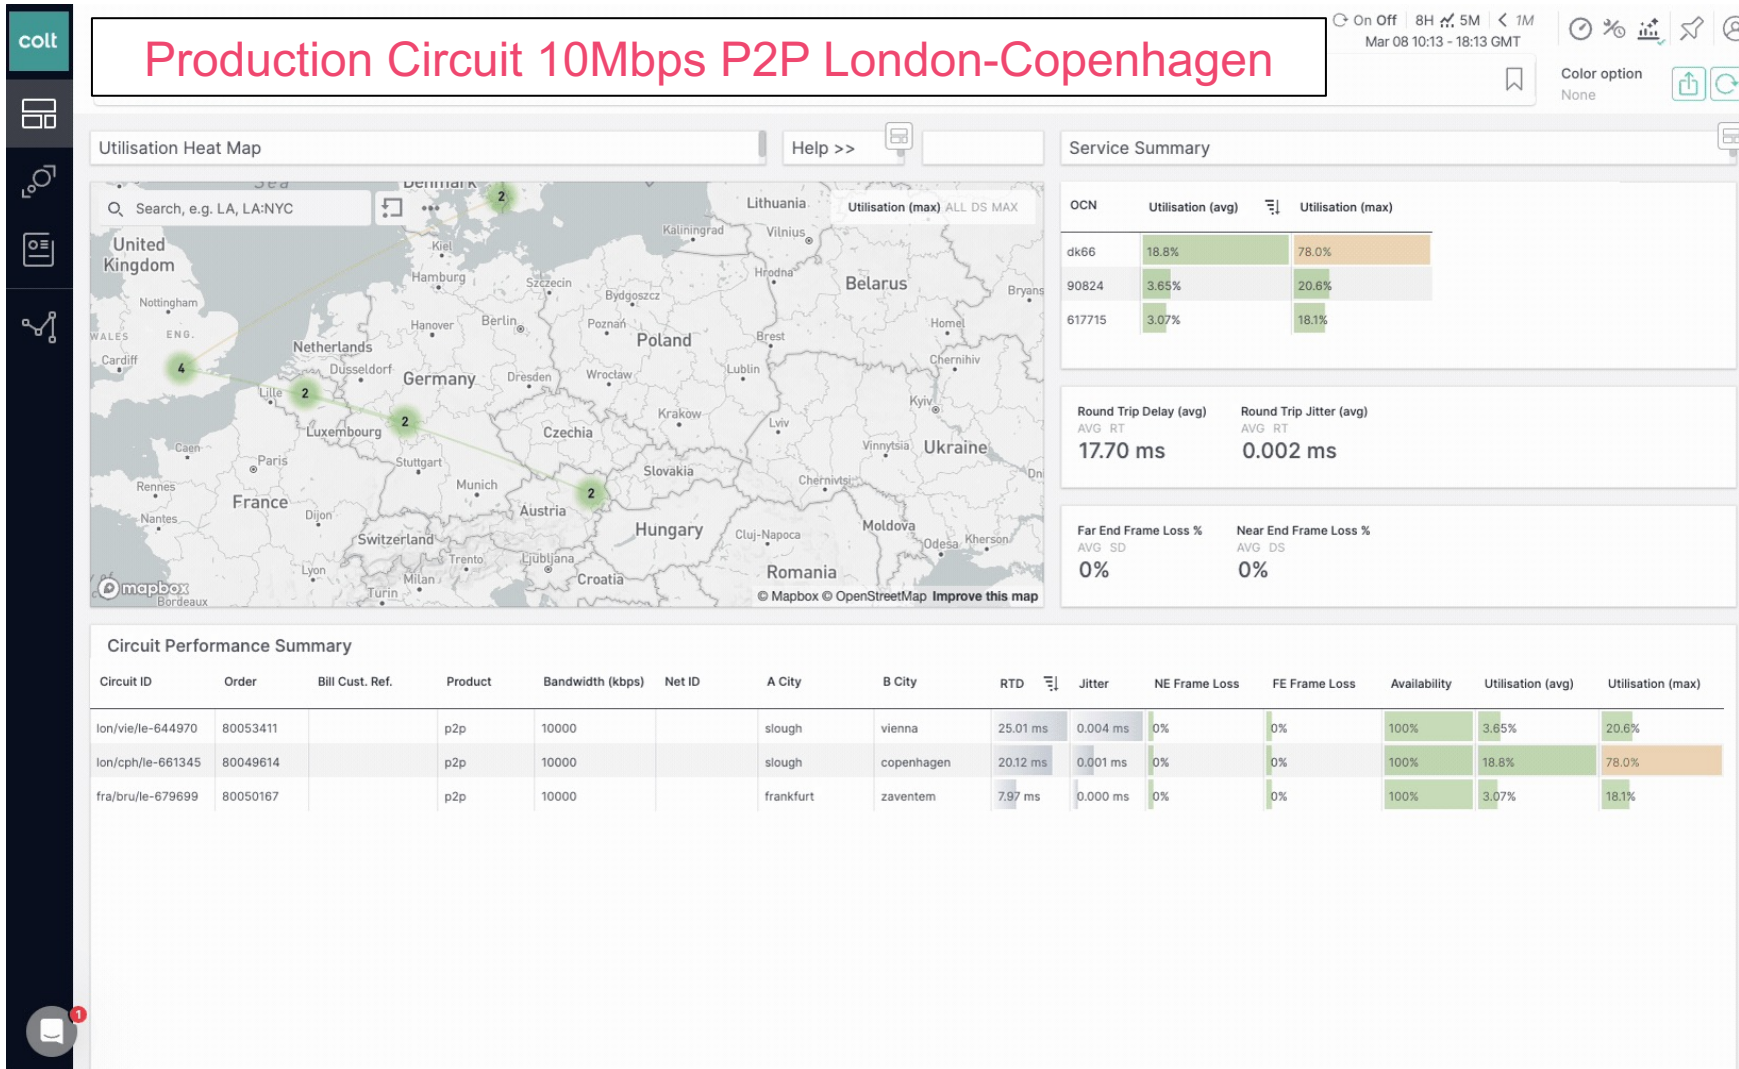 colt
Production Circuit 10Mbps P2P London-Copenhagen
On Off 8H 5M 1M
Mar 08 10:13 - 18:13 GMT
Color option
None
Utilisation Heat Map
Help >>
Service Summary
Search, e.g. LA, LA:NYC
Utilisation (max) ALL DS MAX
Sea
Denmark
2
Lithuania
Kaliningrad
Vilnius
United
Kingdom
Kiel
Hamburg
Szczecin
Bydgoszcz
Hrodna
Belarus
Bryans
Nottingham
WALES
ENG.
Hanover
Berlin
Poznań
Poland
Brest
Homel
Netherlands
Cardiff
4
Dusseldorf
Germany
Dresden
Wrocław
Lublin
Chernihiv
Lille
2
2
Luxembourg
Czechia
Kraków
Lviv
Kyiv
Vinnytsia
Ukraine
Caen
Paris
Stuttgart
Slovakia
Chernivtsi
Dni
Rennes
France
Munich
2
Nantes
Dijon
Austria
Hungary
Cluj-Napoca
Moldova
Odesa
Kherson
Switzerland
Trento
Ljubljana
Lyon
Milan
Croatia
Romania
Turin
mapbox
Bordeaux
© Mapbox © OpenStreetMap Improve this map
OCN Utilisation (avg) Utilisation (max)
dk66 18.8% 78.0%
90824 3.65% 20.6%
617715 3.07% 18.1%
Round Trip Delay (avg) Round Trip Jitter (avg)
AVG RT AVG RT
17.70 ms 0.002 ms
Far End Frame Loss % Near End Frame Loss %
AVG SD AVG DS
0% 0%
Circuit Performance Summary
Circuit ID Order Bill Cust. Ref. Product Bandwidth (kbps) Net ID A City B City RTD Jitter NE Frame Loss FE Frame Loss Availability Utilisation (avg) Utilisation (max)
lon/vie/le-644970 80053411 p2p 10000 slough vienna 25.01 ms 0.004 ms 0% 0% 100% 3.65% 20.6%
lon/cph/le-661345 80049614 p2p 10000 slough copenhagen 20.12 ms 0.001 ms 0% 0% 100% 18.8% 78.0%
fra/bru/le-679699 80050167 p2p 10000 frankfurt zaventem 7.97 ms 0.000 ms 0% 0% 100% 3.07% 18.1%
1